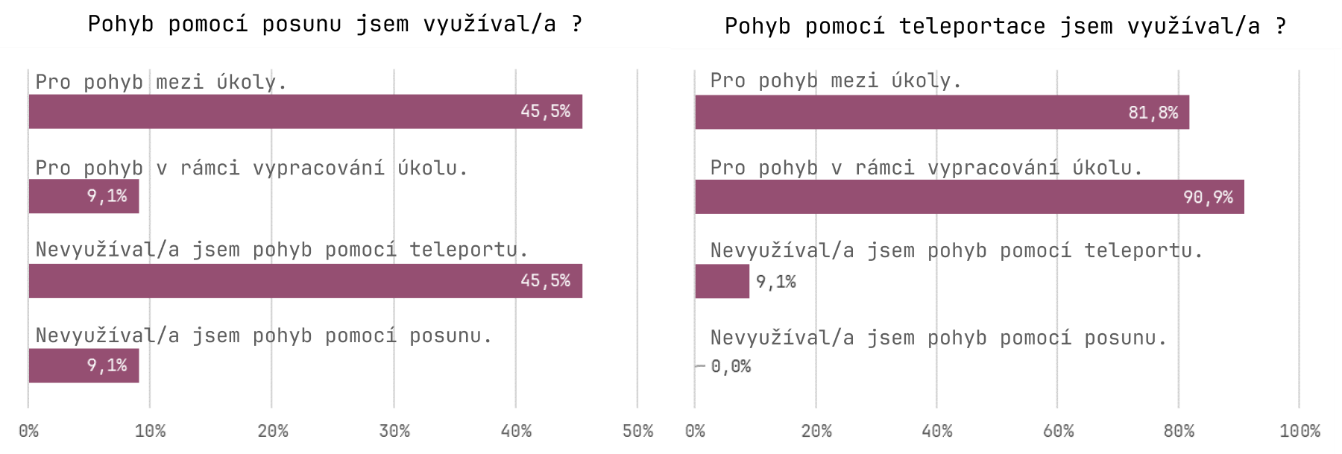 Pohyb pomocí posunu jsem využíval/a ?
Pro pohyb mezi úkoly.
45,5%
Pro pohyb v rámci vypracování úkolu.
9,1%
Nevyužíval/a jsem pohyb pomocí teleportu.
45,5%
Nevyužíval/a jsem pohyb pomocí posunu.
9,1%
0% 10% 20% 30% 40% 50%
Pohyb pomocí teleportace jsem využíval/a ?
Pro pohyb mezi úkoly.
81,8%
Pro pohyb v rámci vypracování úkolu.
90,9%
Nevyužíval/a jsem pohyb pomocí teleportu.
9,1%
Nevyužíval/a jsem pohyb pomocí posunu.
0,0%
0% 20% 40% 60% 80% 100%